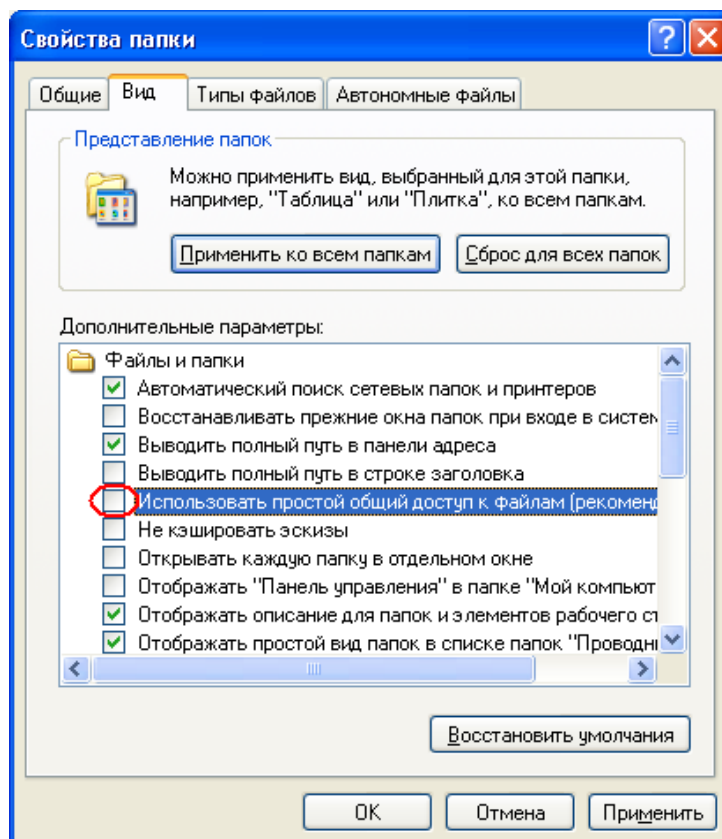 Свойства папки
Общие Вид Типы файлов Автономные файлы
Представление папок
Можно применить вид, выбранный для этой папки,
например, "Таблица" или "Плитка", ко всем папкам.
Применить ко всем папкам Сброс для всех папок
Дополнительные параметры:
Файлы и папки
Автоматический поиск сетевых папок и принтеров
Восстанавливать прежние окна папок при входе в систем
Выводить полный путь в панели адреса
Выводить полный путь в строке заголовка
Использовать простой общий доступ к файлам (рекоменд
Не кэшировать эскизы
Открывать каждую папку в отдельном окне
Отображать "Панель управления" в папке "Мой компьют
Отображать описание для папок и элементов рабочего ст
Отображать простой вид папок в списке папок "Проводн
Восстановить умолчания
ОК Отмена Применить